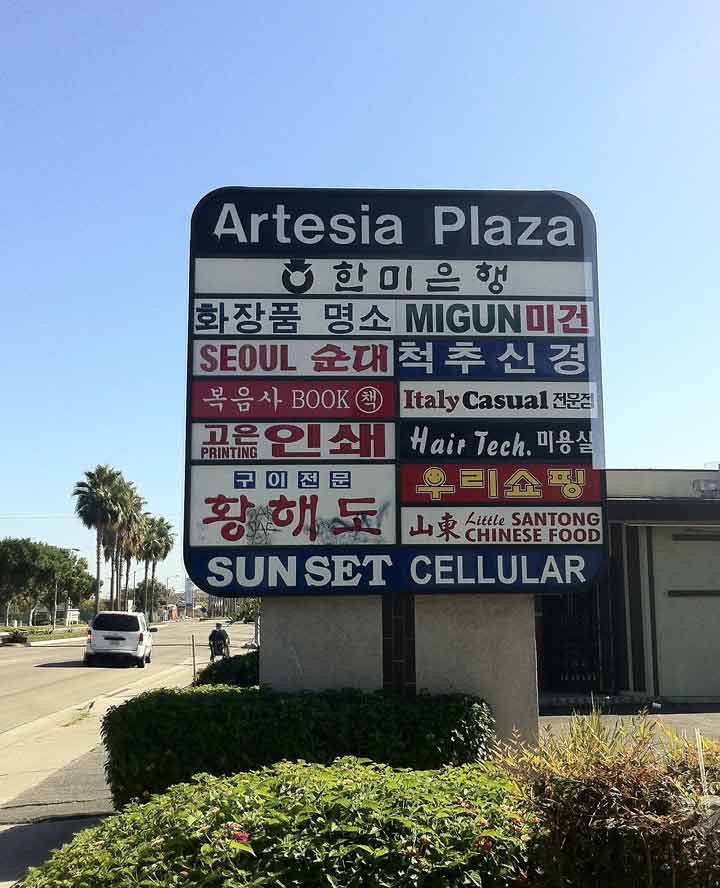 Artesia Plaza
한미은행
화장품 명소
MIGUN 미건
SEOUL 순대
척추신경
복음사 BOOK 책
Italy Casual 전문점
고은 인쇄
PRINTING
Hair Tech. 미용실
구이전문
황해도
우리쇼핑
山東 Little SANTONG
CHINESE FOOD
SUNSET CELLULAR